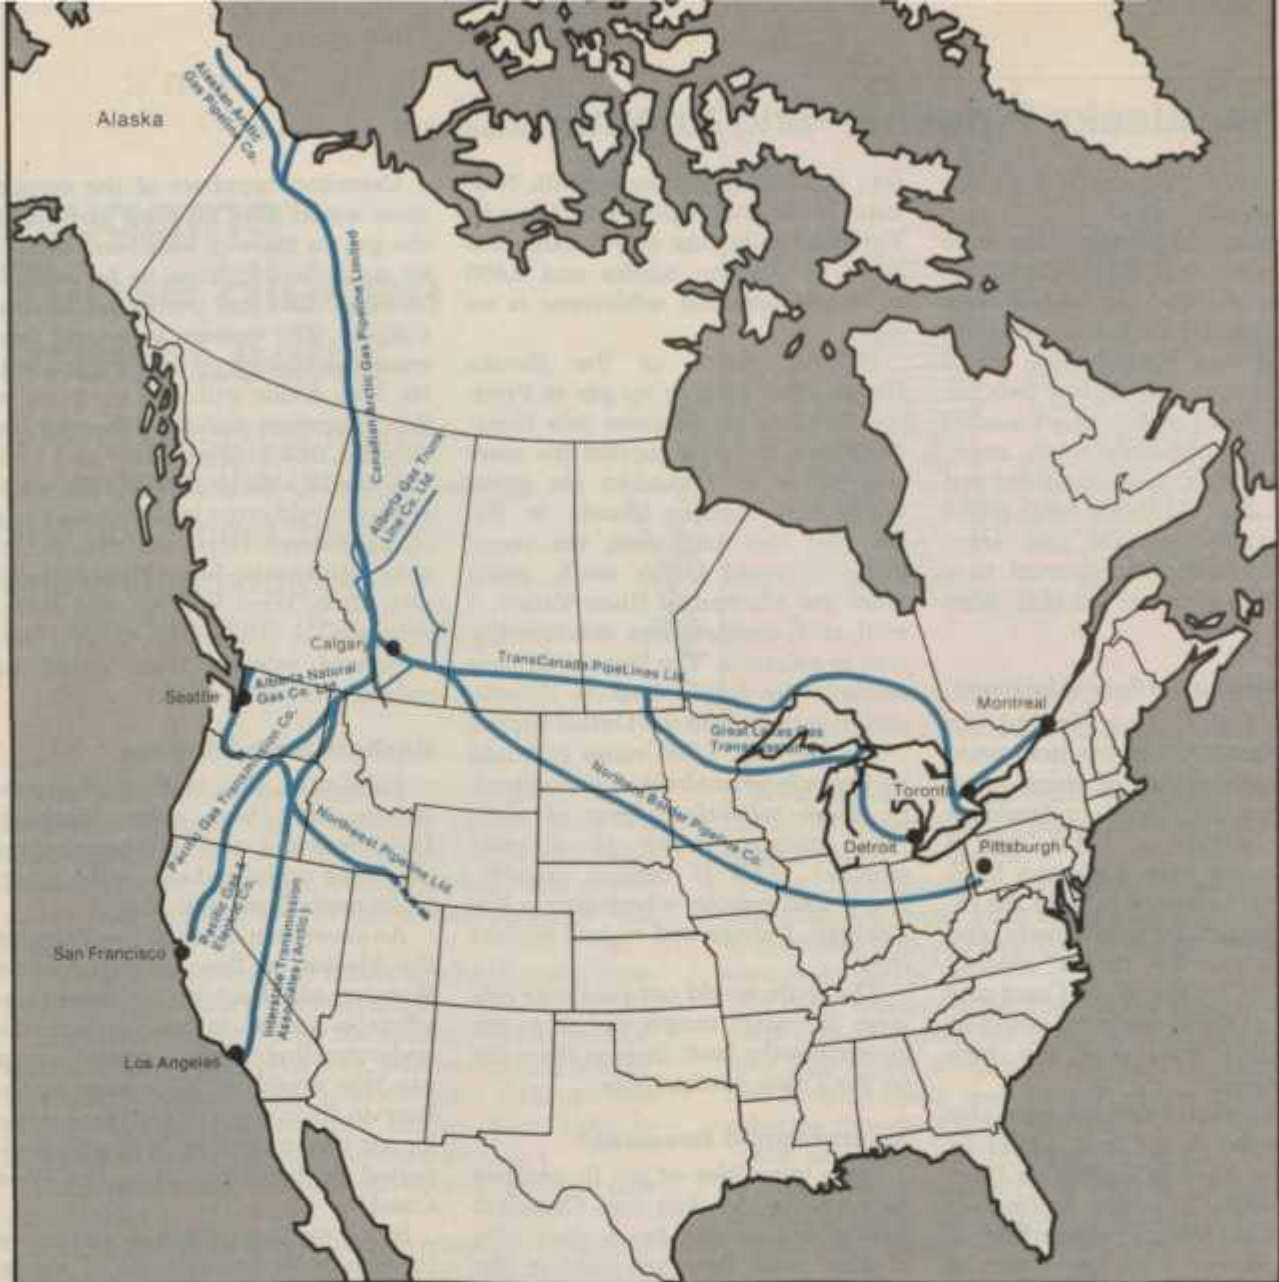 Alaskan Arctic
Gas Pipeline Co.
Alaska
Canadian Arctic Gas Pipeline Limited
Alberta Gas Trunk
Line Co. Ltd
Calgary
TransCanada PipeLines Ltd.
Alberta Natural
Gas Co. Ltd.
Seattle
Montreal
Great Lakes Gas
Transmission
Pacific Gas Transmission Co.
Northern Border Pipeline Co.
Toronto
Northwest Pipeline Ltd
Detroit
Pittsburgh
Pacific Gas &
Electric Co.
San Francisco
Interstate Transmission
Associates (Arctic)
Los Angeles